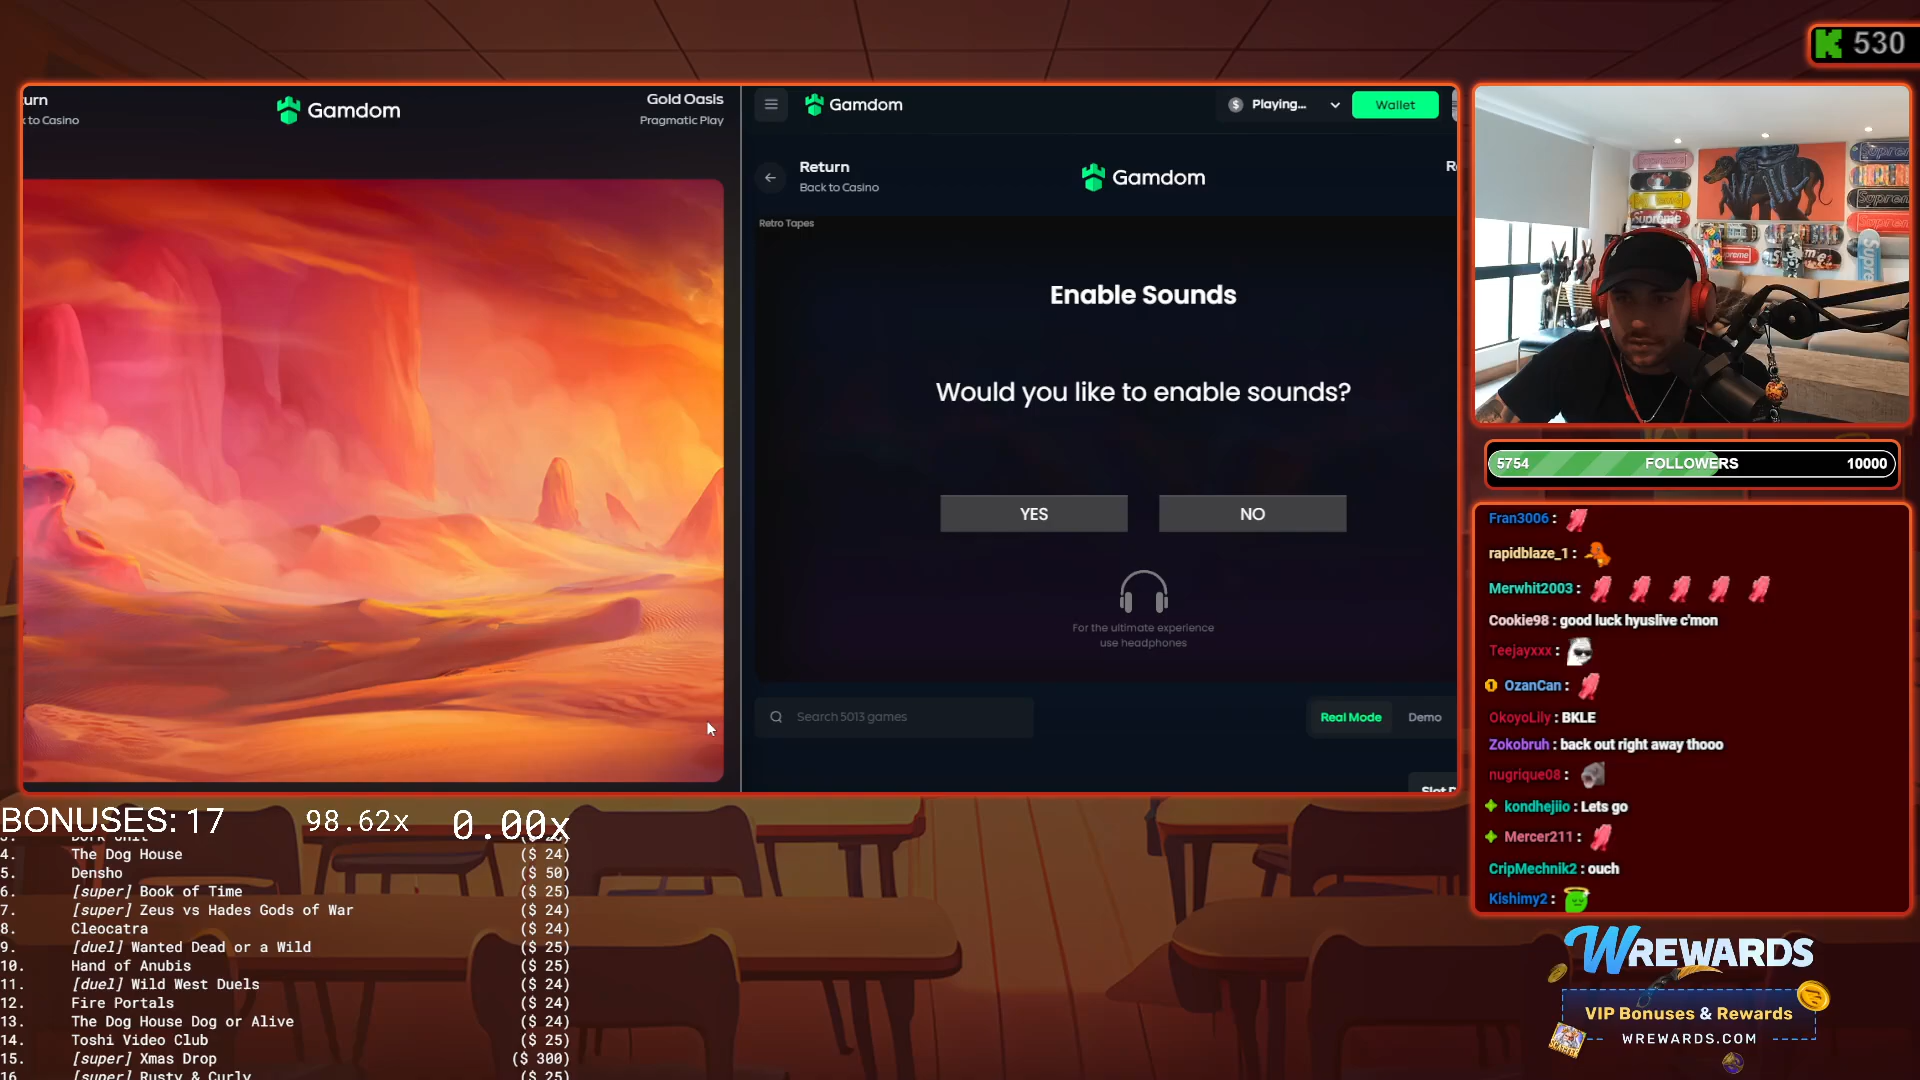 530
urn
to Casino
Gamdom
Gold Oasis
Pragmatic Play
Gamdom
Playing...
Wallet
Return
Back to Casino
Gamdom
Retro Tapes
Enable Sounds
Would you like to enable sounds?
YES
NO
For the ultimate experience
use headphones
Search 5013 games
Real Mode
Demo
Supreme
5754
FOLLOWERS
10000
Fran3006 :
rapidblaze_1 :
Merwhit2003 :
Cookie98 : good luck hyuslive c'mon
Teejayxxx :
OzanCan :
OkoyoLily : BKLE
Zokobruh : back out right away thooo
nugrique08 :
kondhejiio : Lets go
Mercer211 :
CripMechnik2 : ouch
Kishimy2 :
BONUSES: 17
98.62x
0.00x
4. The Dog House ($ 24)
5. Densho ($ 50)
6. [super] Book of Time ($ 25)
7. [super] Zeus vs Hades Gods of War ($ 24)
8. Cleocatra ($ 24)
9. [duel] Wanted Dead or a Wild ($ 25)
10. Hand of Anubis ($ 25)
11. [duel] Wild West Duels ($ 24)
12. Fire Portals ($ 24)
13. The Dog House Dog or Alive ($ 24)
14. Toshi Video Club ($ 25)
15. [super] Xmas Drop ($ 300)
16. [super] Rusty & Curly ($ 25)
WREWARDS
VIP Bonuses & Rewards
WREWARDS.COM